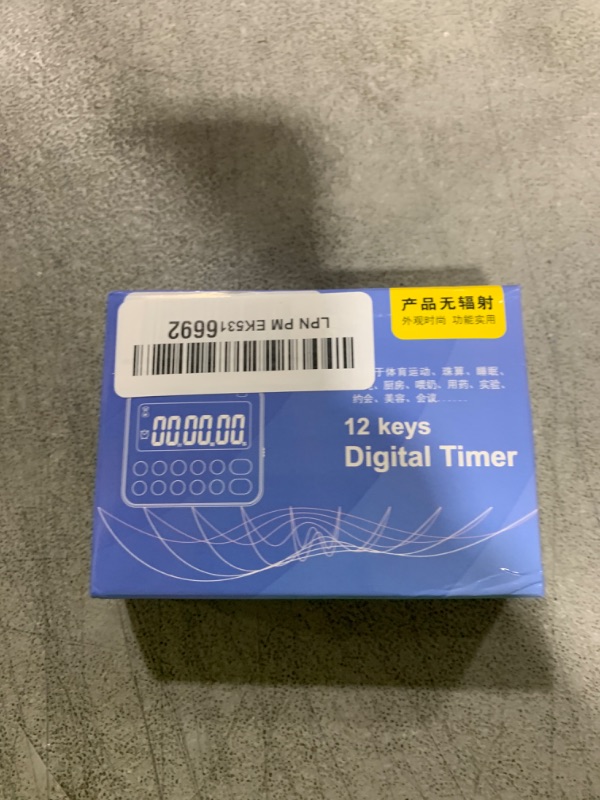 LPN PM EK5316692
产品无辐射
外观时尚 功能实用
于体育运动、珠算、睡眠、
、厨房、喂奶、用药、实验、
约会、美容、会议......
00:00.00.
12 keys
Digital Timer